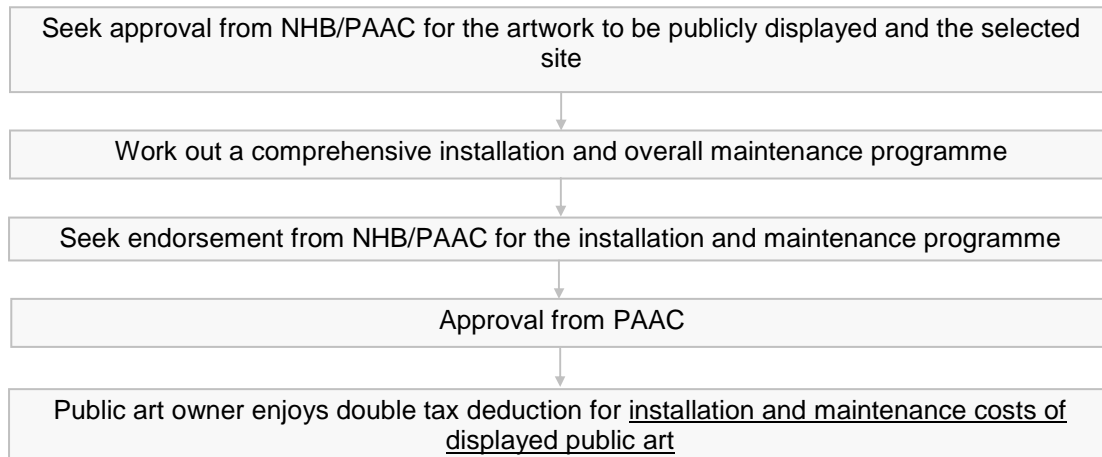 Seek approval from NHB/PAAC for the artwork to be publicly displayed and the selected
site
Work out a comprehensive installation and overall maintenance programme
Seek endorsement from NHB/PAAC for the installation and maintenance programme
Approval from PAAC
Public art owner enjoys double tax deduction for installation and maintenance costs of
displayed public art